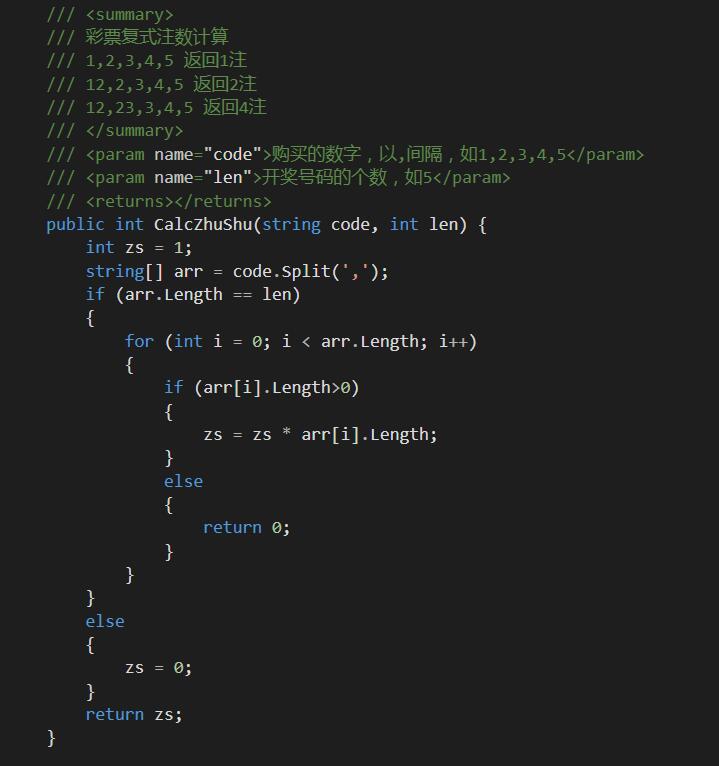 /// <summary>
/// 彩票复式注数计算
/// 1,2,3,4,5 返回1注
/// 12,2,3,4,5 返回2注
/// 12,23,3,4,5 返回4注
/// </summary>
/// <param name="code">购买的数字，以,间隔，如1,2,3,4,5</param>
/// <param name="len">开奖号码的个数，如5</param>
/// <returns></returns>
public int CalcZhuShu(string code, int len) {
    int zs = 1;
    string[] arr = code.Split(',');
    if (arr.Length == len)
    {
        for (int i = 0; i < arr.Length; i++)
        {
            if (arr[i].Length>0)
            {
                zs = zs * arr[i].Length;
            }
            else
            {
                return 0;
            }
        }
    }
    else
    {
        zs = 0;
    }
    return zs;
}